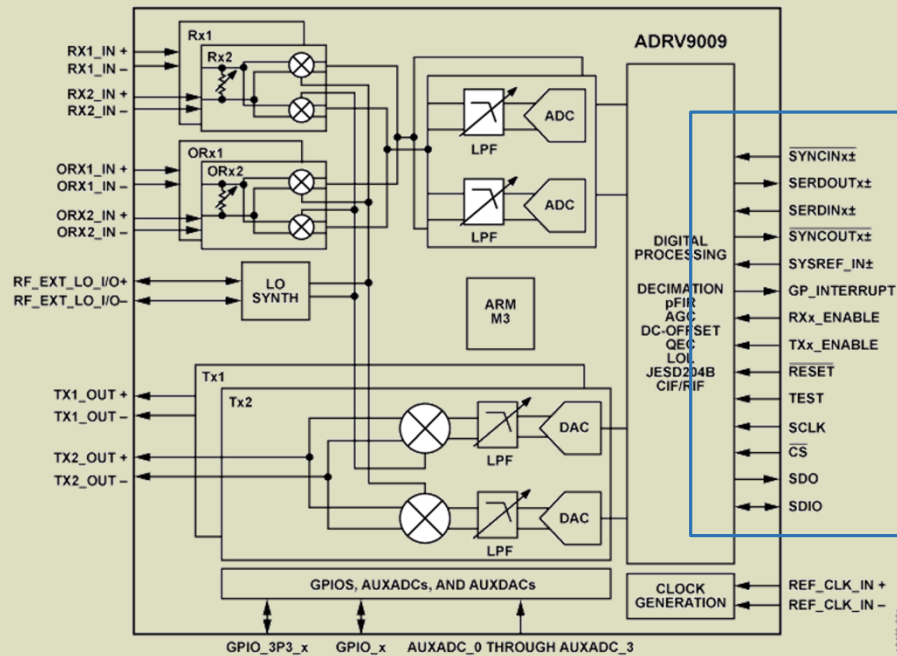 ADRV9009
Rx1
Rx2
RX1_IN +
RX1_IN –
RX2_IN +
RX2_IN –
ADC
LPF
ORx1
ORx2
ORX1_IN +
ORX1_IN –
ORX2_IN +
ORX2_IN –
ADC
LPF
RF_EXT_LO_I/O+
RF_EXT_LO_I/O–
LO
SYNTH
ARM
M3
DIGITAL
PROCESSING
DECIMATION
pFIR
AGC
DC-OFFSET
QEC
LOL
JESD204B
CIF/RIF
SYNCINx±
SERDOUTx±
SERDINx±
SYNCOUTx±
SYSREF_IN±
GP_INTERRUPT
RXx_ENABLE
TXx_ENABLE
RESET
TEST
SCLK
CS
SDO
SDIO
Tx1
Tx2
TX1_OUT +
TX1_OUT –
TX2_OUT +
TX2_OUT –
DAC
LPF
DAC
LPF
GPIOS, AUXADCs, AND AUXDACs
CLOCK
GENERATION
REF_CLK_IN +
REF_CLK_IN –
GPIO_3P3_x
GPIO_x
AUXADC_0 THROUGH AUXADC_3